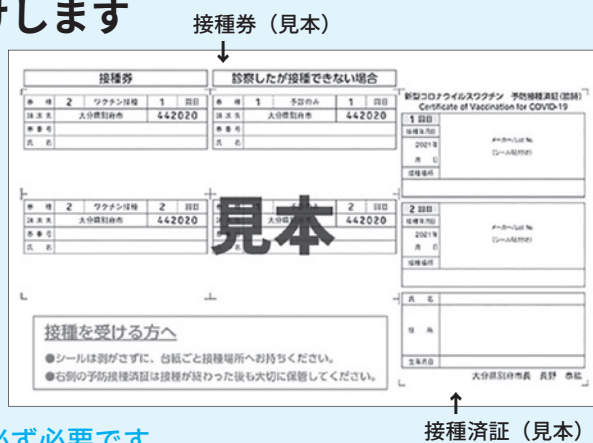 けします
接種券（見本）
↓
接種券
診察したが接種できない場合
新型コロナウイルスワクチン 予防接種済証(臨時)
Certificate of Vaccination for COVID-19
券 種 2 ワクチン接種 1 回目
請求先 大分県別府市 442020
券番号
氏 名
券 種 1 予診のみ 1 回目
請求先 大分県別府市 442020
券番号
氏 名
1 回目
接種年月日
2021年
月 日
接種場所
メーカー/Lot No.
(シール貼付け)
券 種 2 ワクチン接種 2 回目
請求先 大分県別府市 442020
券番号
氏 名
2 回目
442020
見本
2 回目
接種年月日
2021年
月 日
接種場所
メーカー/Lot No.
(シール貼付け)
氏 名
住 所
生年月日
大分県別府市長 長野 恭紘
接種を受ける方へ
●シールは剥がさずに、台紙ごと接種場所へお持ちください。
●右側の予防接種済証は接種が終わった後も大切に保管してください。
↑
必ず必要です
接種済証（見本）